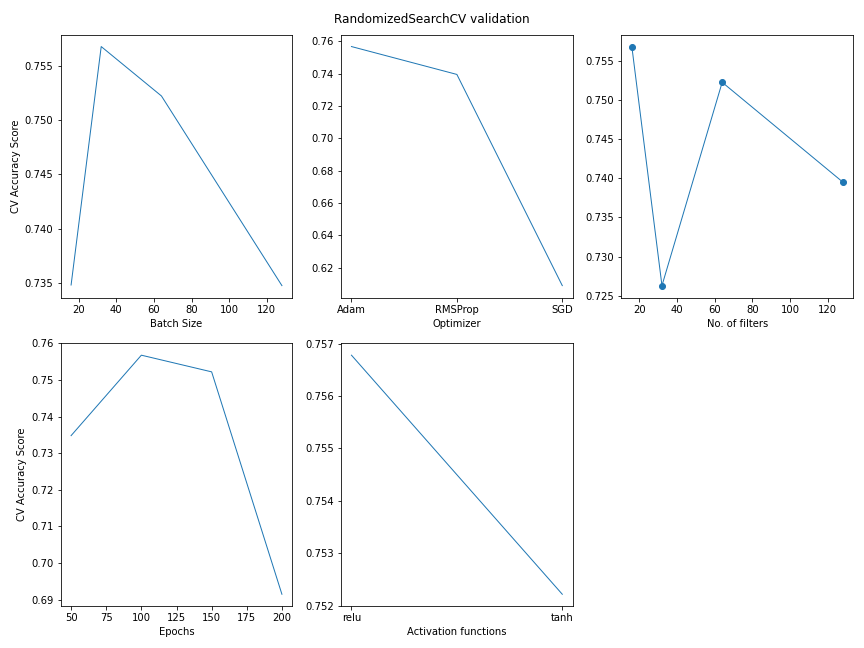 RandomizedSearchCV validation
CV Accuracy Score
0.755
0.750
0.745
0.740
0.735
20 40 60 80 100 120
Batch Size
0.76
0.74
0.72
0.70
0.68
0.66
0.64
0.62
Adam RMSProp SGD
Optimizer
0.755
0.750
0.745
0.740
0.735
0.730
0.725
20 40 60 80 100 120
No. of filters
CV Accuracy Score
0.76
0.75
0.74
0.73
0.72
0.71
0.70
0.69
50 75 100 125 150 175 200
Epochs
0.757
0.756
0.755
0.754
0.753
0.752
relu tanh
Activation functions